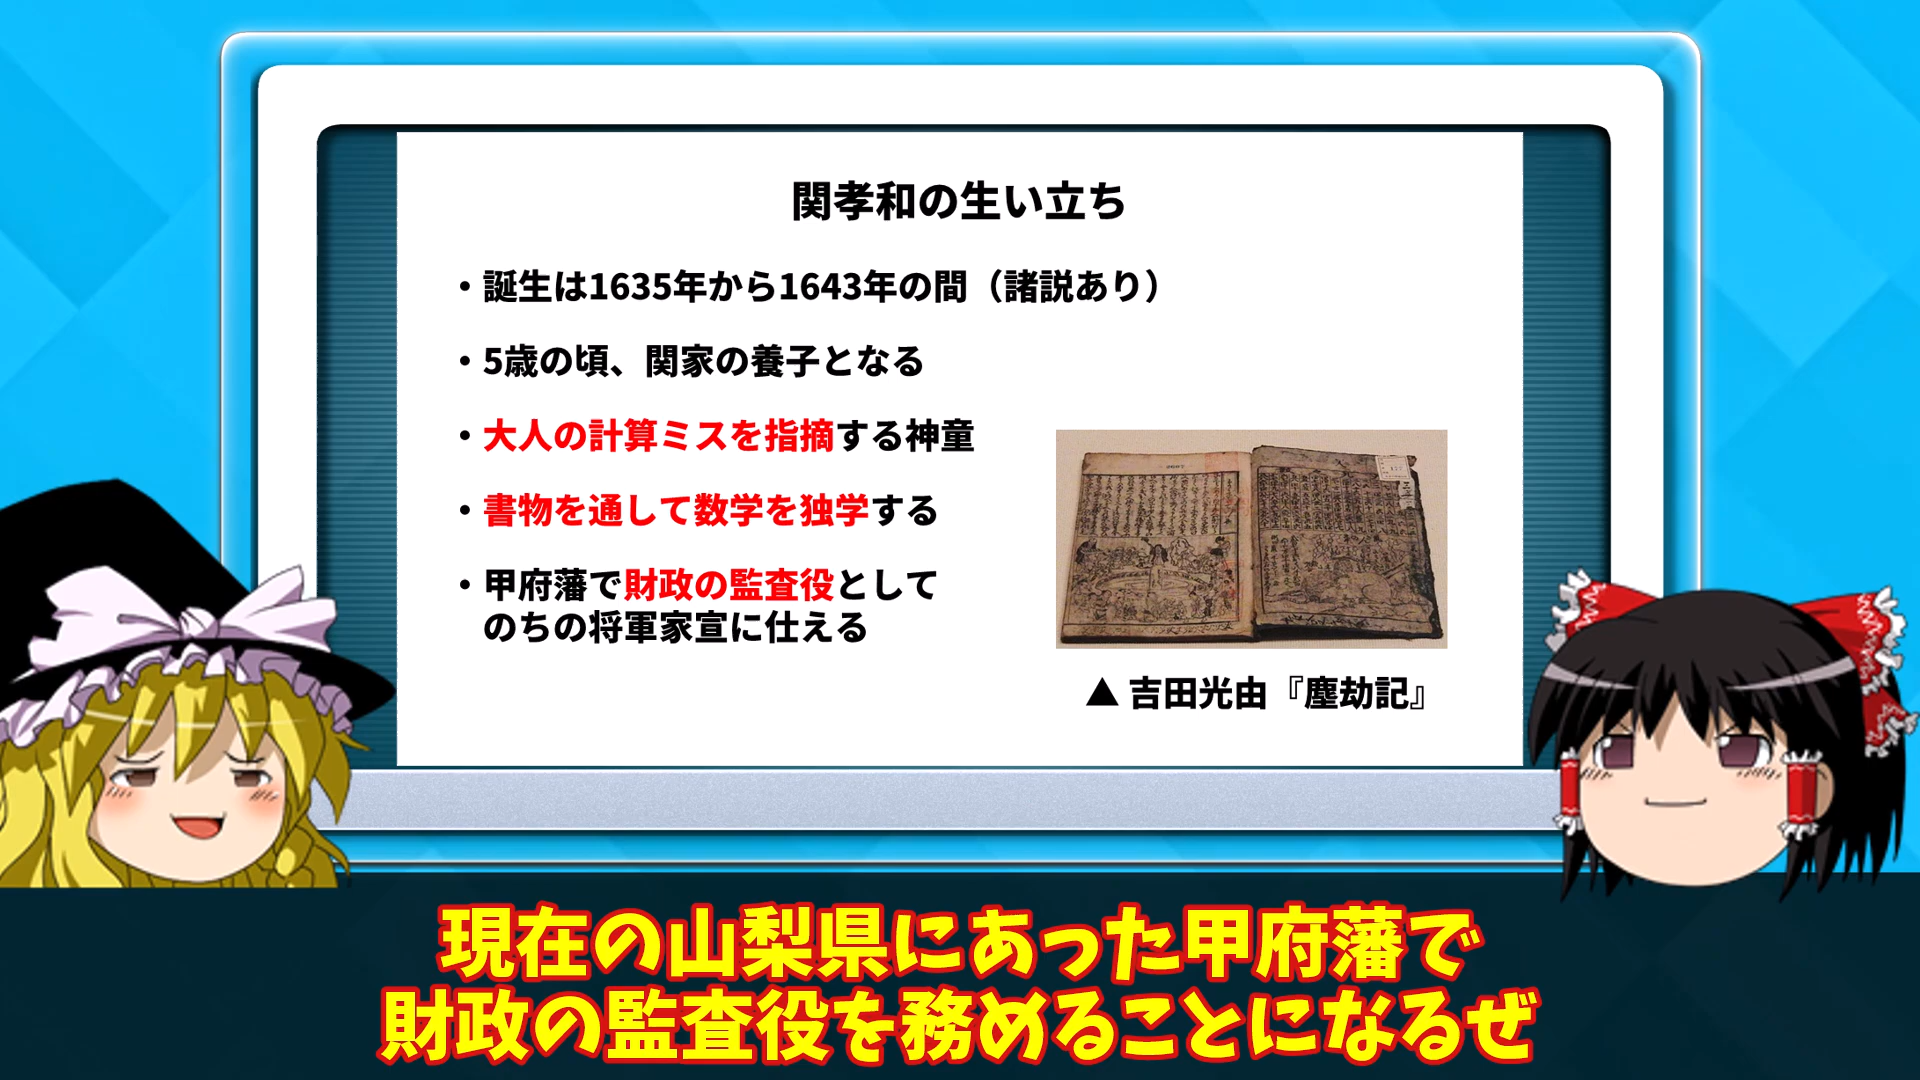 関孝和の生い立ち
・誕生は1635年から1643年の間（諸説あり）
・5歳の頃、関家の養子となる
・大人の計算ミスを指摘する神童
・書物を通して数学を独学する
・甲府藩で財政の監査役として
のちの将軍家宣に仕える
▲ 吉田光由『塵劫記』
現在の山梨県にあった甲府藩で
財政の監査役を務めることになるぜ